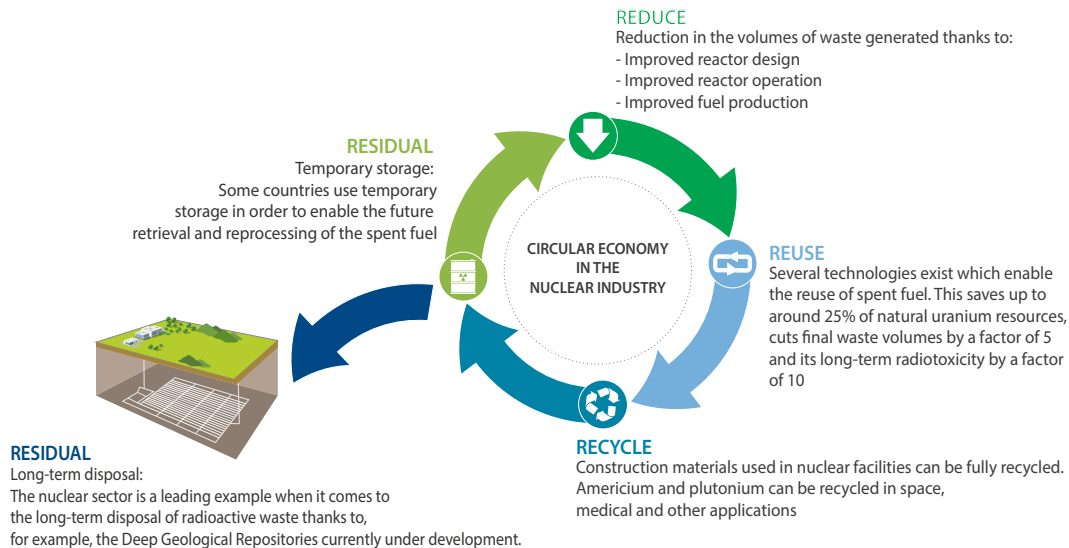 REDUCE
Reduction in the volumes of waste generated thanks to:
- Improved reactor design
- Improved reactor operation
- Improved fuel production
RESIDUAL
Temporary storage:
Some countries use temporary
storage in order to enable the future
retrieval and reprocessing of the spent fuel
CIRCULAR ECONOMY
IN THE
NUCLEAR INDUSTRY
REUSE
Several technologies exist which enable
the reuse of spent fuel. This saves up to
around 25% of natural uranium resources,
cuts final waste volumes by a factor of 5
and its long-term radiotoxicity by a factor
of 10
RECYCLE
Construction materials used in nuclear facilities can be fully recycled.
Americium and plutonium can be recycled in space,
medical and other applications
RESIDUAL
Long-term disposal:
The nuclear sector is a leading example when it comes to
the long-term disposal of radioactive waste thanks to,
for example, the Deep Geological Repositories currently under development.